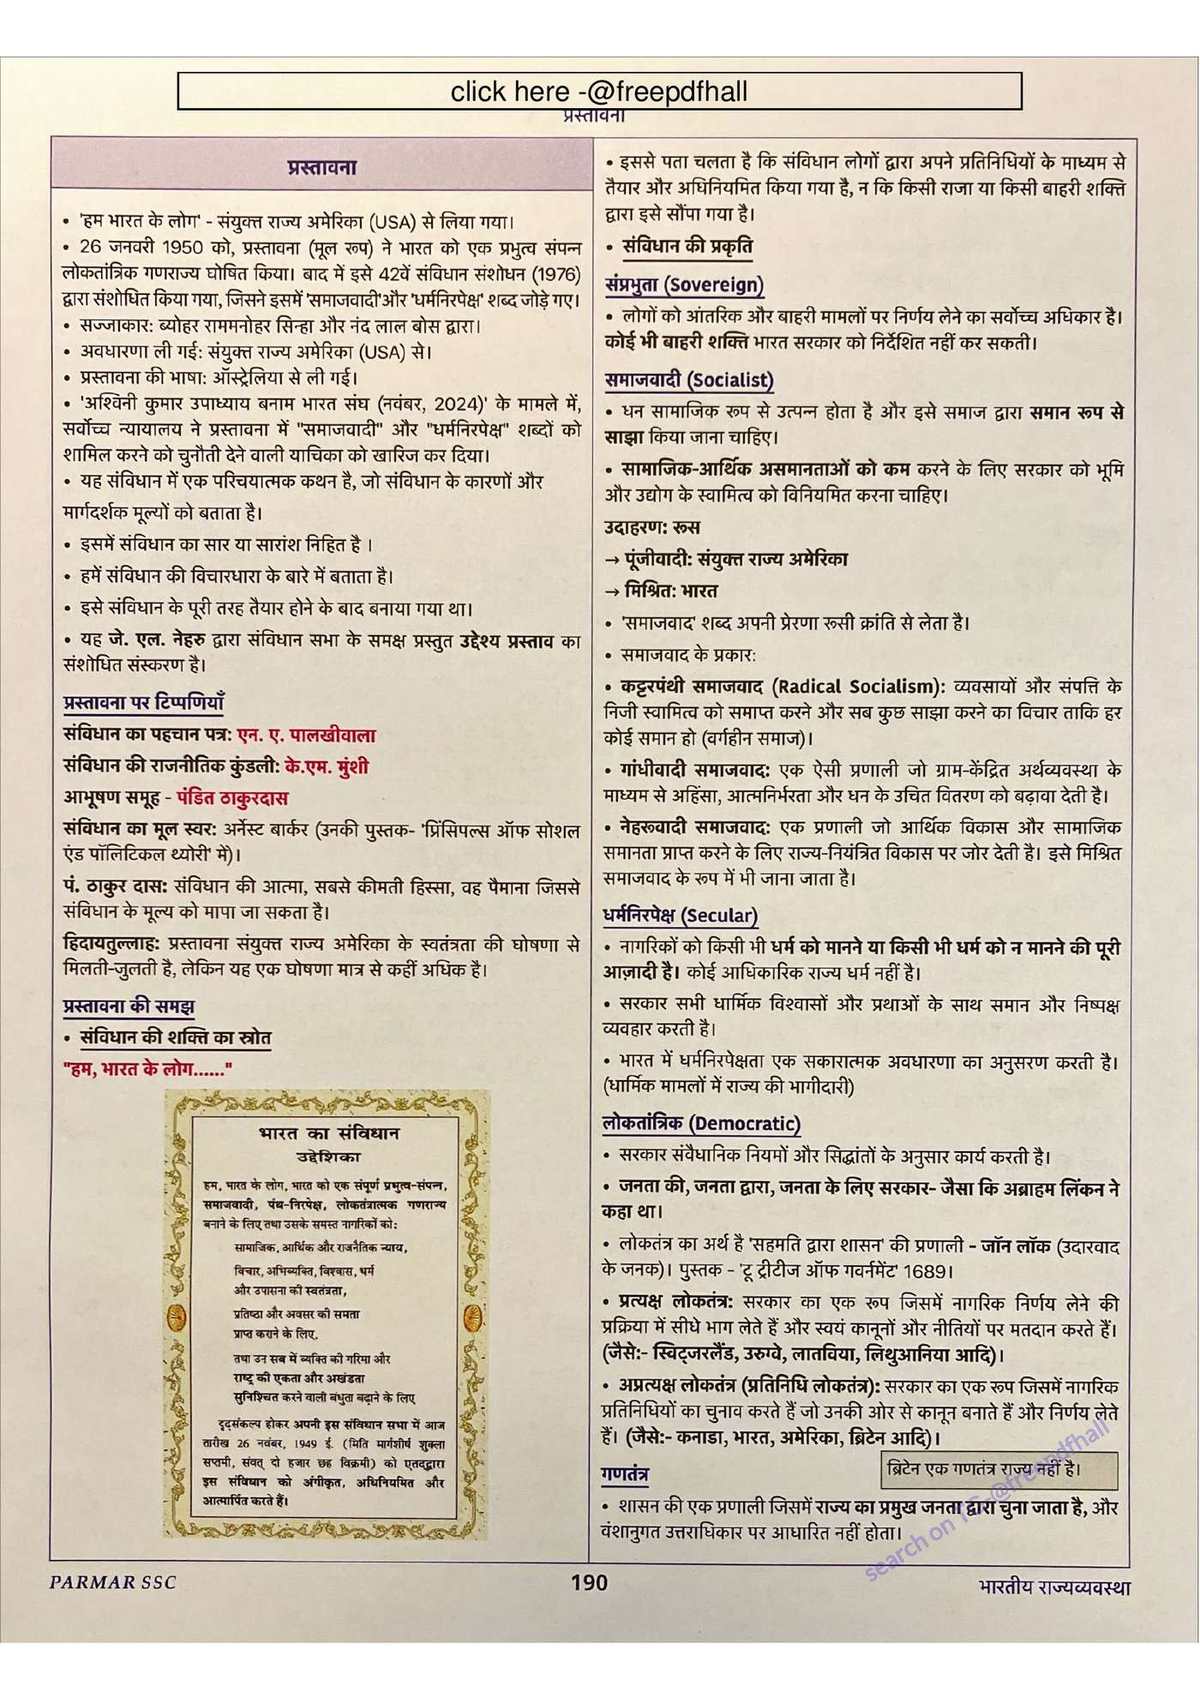 click here -@freepdfhall
प्रस्तावना
प्रस्तावना
• 'हम भारत के लोग' - संयुक्त राज्य अमेरिका (USA) से लिया गया।
• 26 जनवरी 1950 को, प्रस्तावना (मूल रूप) ने भारत को एक प्रभुत्व संपन्न
लोकतांत्रिक गणराज्य घोषित किया। बाद में इसे 42वें संविधान संशोधन (1976)
द्वारा संशोधित किया गया, जिसने इसमें 'समाजवादी'और 'धर्मनिरपेक्ष' शब्द जोड़े गए।
• सज्जाकार: ब्योहर राममनोहर सिन्हा और नंद लाल बोस द्वारा।
• अवधारणा ली गई: संयुक्त राज्य अमेरिका (USA) से।
• प्रस्तावना की भाषा: ऑस्ट्रेलिया से ली गई।
• 'अश्विनी कुमार उपाध्याय बनाम भारत संघ (नवंबर, 2024)' के मामले में,
सर्वोच्च न्यायालय ने प्रस्तावना में "समाजवादी" और "धर्मनिरपेक्ष" शब्दों को
शामिल करने को चुनौती देने वाली याचिका को खारिज कर दिया।
• यह संविधान में एक परिचयात्मक कथन है, जो संविधान के कारणों और
मार्गदर्शक मूल्यों को बताता है।
• इसमें संविधान का सार या सारांश निहित है ।
• हमें संविधान की विचारधारा के बारे में बताता है।
• इसे संविधान के पूरी तरह तैयार होने के बाद बनाया गया था।
• यह जे. एल. नेहरु द्वारा संविधान सभा के समक्ष प्रस्तुत उद्देश्य प्रस्ताव का
संशोधित संस्करण है।
प्रस्तावना पर टिप्पणियाँ
संविधान का पहचान पत्र: एन. ए. पालखीवाला
संविधान की राजनीतिक कुंडली: के.एम. मुंशी
आभूषण समूह - पंडित ठाकुरदास
संविधान का मूल स्वर: अर्नेस्ट बार्कर (उनकी पुस्तक- 'प्रिंसिपल्स ऑफ सोशल
एंड पॉलिटिकल थ्योरी' में)।
पं. ठाकुर दास: संविधान की आत्मा, सबसे कीमती हिस्सा, वह पैमाना जिससे
संविधान के मूल्य को मापा जा सकता है।
हिदायतुल्लाह: प्रस्तावना संयुक्त राज्य अमेरिका के स्वतंत्रता की घोषणा से
मिलती-जुलती है, लेकिन यह एक घोषणा मात्र से कहीं अधिक है।
प्रस्तावना की समझ
• संविधान की शक्ति का स्रोत
"हम, भारत के लोग......"
भारत का संविधान
उद्देशिका
हम, भारत के लोग, भारत को एक संपूर्ण प्रभुत्व-संपन्न,
समाजवादी, पंथ-निरपेक्ष, लोकतंत्रात्मक गणराज्य
बनाने के लिए तथा उसके समस्त नागरिकों को:
सामाजिक, आर्थिक और राजनैतिक न्याय,
विचार, अभिव्यक्ति, विश्वास, धर्म
और उपासना की स्वतंत्रता,
प्रतिष्ठा और अवसर की समता
प्राप्त कराने के लिए,
तथा उन सब में व्यक्ति की गरिमा और
राष्ट्र की एकता और अखंडता
सुनिश्चित करने वाली बंधुता बढ़ाने के लिए
दृढ़संकल्प होकर अपनी इस संविधान सभा में आज
तारीख 26 नवंबर, 1949 ई. (मिति मार्गशीर्ष शुक्ला
सप्तमी, संवत् दो हजार छह विक्रमी) को एतद्द्वारा
इस संविधान को अंगीकृत, अधिनियमित और
आत्मार्पित करते हैं।
• इससे पता चलता है कि संविधान लोगों द्वारा अपने प्रतिनिधियों के माध्यम से
तैयार और अधिनियमित किया गया है, न कि किसी राजा या किसी बाहरी शक्ति
द्वारा इसे सौंपा गया है।
• संविधान की प्रकृति
संप्रभुता (Sovereign)
• लोगों को आंतरिक और बाहरी मामलों पर निर्णय लेने का सर्वोच्च अधिकार है।
कोई भी बाहरी शक्ति भारत सरकार को निर्देशित नहीं कर सकती।
समाजवादी (Socialist)
• धन सामाजिक रूप से उत्पन्न होता है और इसे समाज द्वारा समान रूप से
साझा किया जाना चाहिए।
• सामाजिक-आर्थिक असमानताओं को कम करने के लिए सरकार को भूमि
और उद्योग के स्वामित्व को विनियमित करना चाहिए।
उदाहरण: रूस
→ पूंजीवादी: संयुक्त राज्य अमेरिका
→ मिश्रित: भारत
• 'समाजवाद' शब्द अपनी प्रेरणा रूसी क्रांति से लेता है।
• समाजवाद के प्रकार:
• कट्टरपंथी समाजवाद (Radical Socialism): व्यवसायों और संपत्ति के
निजी स्वामित्व को समाप्त करने और सब कुछ साझा करने का विचार ताकि हर
कोई समान हो (वर्गहीन समाज)।
• गांधीवादी समाजवाद: एक ऐसी प्रणाली जो ग्राम-केंद्रित अर्थव्यवस्था के
माध्यम से अहिंसा, आत्मनिर्भरता और धन के उचित वितरण को बढ़ावा देती है।
• नेहरूवादी समाजवाद: एक प्रणाली जो आर्थिक विकास और सामाजिक
समानता प्राप्त करने के लिए राज्य-नियंत्रित विकास पर जोर देती है। इसे मिश्रित
समाजवाद के रूप में भी जाना जाता है।
धर्मनिरपेक्ष (Secular)
• नागरिकों को किसी भी धर्म को मानने या किसी भी धर्म को न मानने की पूरी
आज़ादी है। कोई आधिकारिक राज्य धर्म नहीं है।
• सरकार सभी धार्मिक विश्वासों और प्रथाओं के साथ समान और निष्पक्ष
व्यवहार करती है।
• भारत में धर्मनिरपेक्षता एक सकारात्मक अवधारणा का अनुसरण करती है।
(धार्मिक मामलों में राज्य की भागीदारी)
लोकतांत्रिक (Democratic)
• सरकार संवैधानिक नियमों और सिद्धांतों के अनुसार कार्य करती है।
• जनता की, जनता द्वारा, जनता के लिए सरकार- जैसा कि अब्राहम लिंकन ने
कहा था।
• लोकतंत्र का अर्थ है 'सहमति द्वारा शासन' की प्रणाली - जॉन लॉक (उदारवाद
के जनक)। पुस्तक - 'टू ट्रीटीज ऑफ गवर्नमेंट' 1689।
• प्रत्यक्ष लोकतंत्र: सरकार का एक रूप जिसमें नागरिक निर्णय लेने की
प्रक्रिया में सीधे भाग लेते हैं और स्वयं कानूनों और नीतियों पर मतदान करते हैं।
(जैसे:- स्विट्जरलैंड, उरुग्वे, लातविया, लिथुआनिया आदि)।
• अप्रत्यक्ष लोकतंत्र (प्रतिनिधि लोकतंत्र): सरकार का एक रूप जिसमें नागरिक
प्रतिनिधियों का चुनाव करते हैं जो उनकी ओर से कानून बनाते हैं और निर्णय लेते
हैं। (जैसे:- कनाडा, भारत, अमेरिका, ब्रिटेन आदि)।
गणतंत्र
ब्रिटेन एक गणतंत्र राज्य नहीं है।
• शासन की एक प्रणाली जिसमें राज्य का प्रमुख जनता द्वारा चुना जाता है, और
वंशानुगत उत्तराधिकार पर आधारित नहीं होता।
search on TG-@freepdfhall
PARMAR SSC
190
भारतीय राज्यव्यवस्था